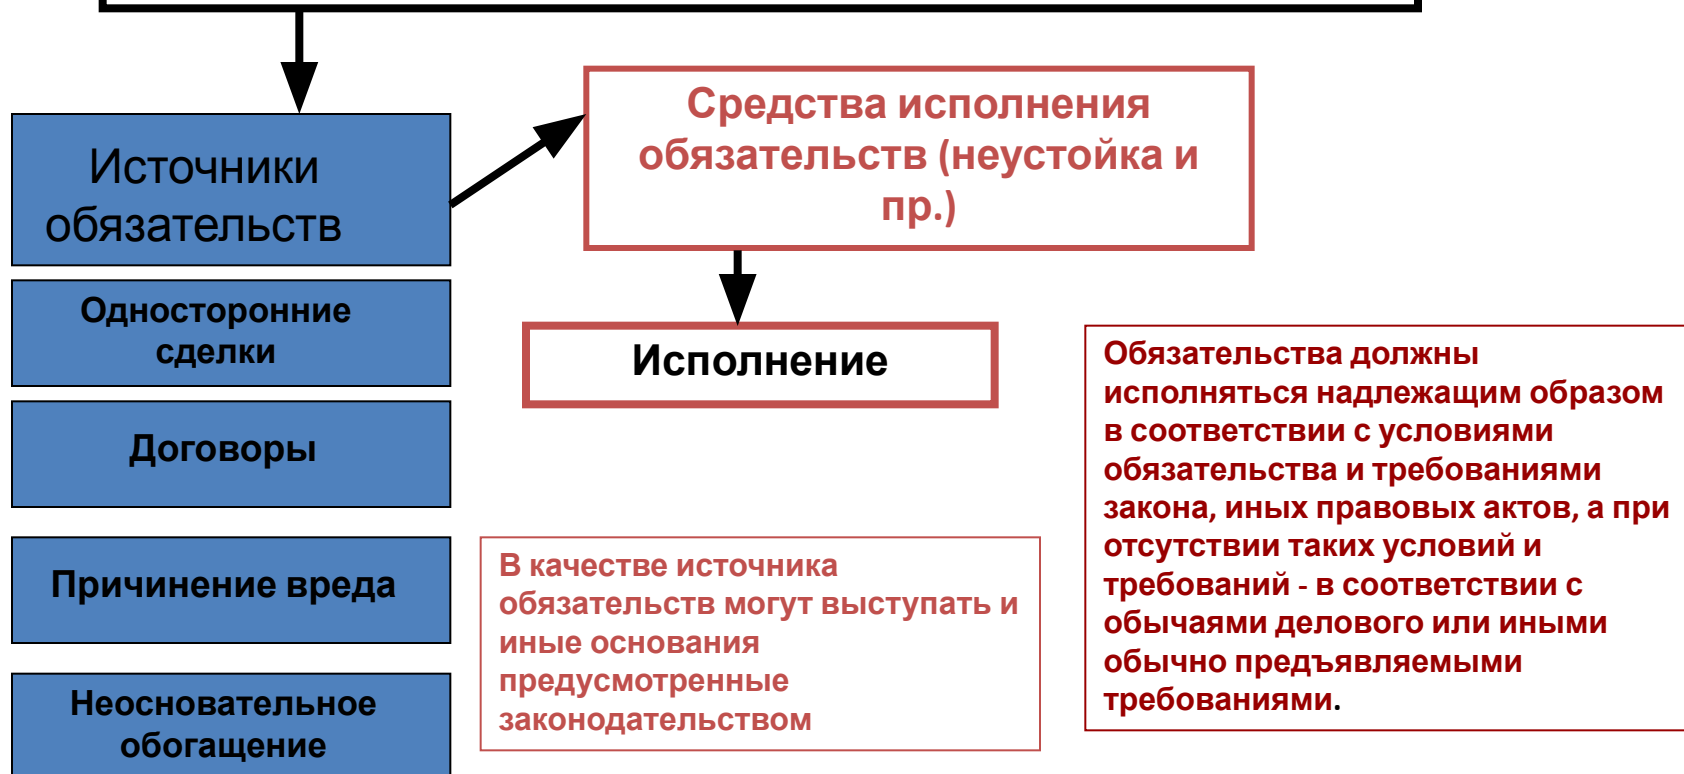 Источники
обязательств
Средства исполнения
обязательств (неустойка и
пр.)
Односторонние
сделки
Исполнение
Договоры
Причинение вреда
Неосновательное
обогащение
В качестве источника
обязательств могут выступать и
иные основания
предусмотренные
законодательством
Обязательства должны
исполняться надлежащим образом
в соответствии с условиями
обязательства и требованиями
закона, иных правовых актов, а при
отсутствии таких условий и
требований - в соответствии с
обычаями делового или иными
обычно предъявляемыми
требованиями.